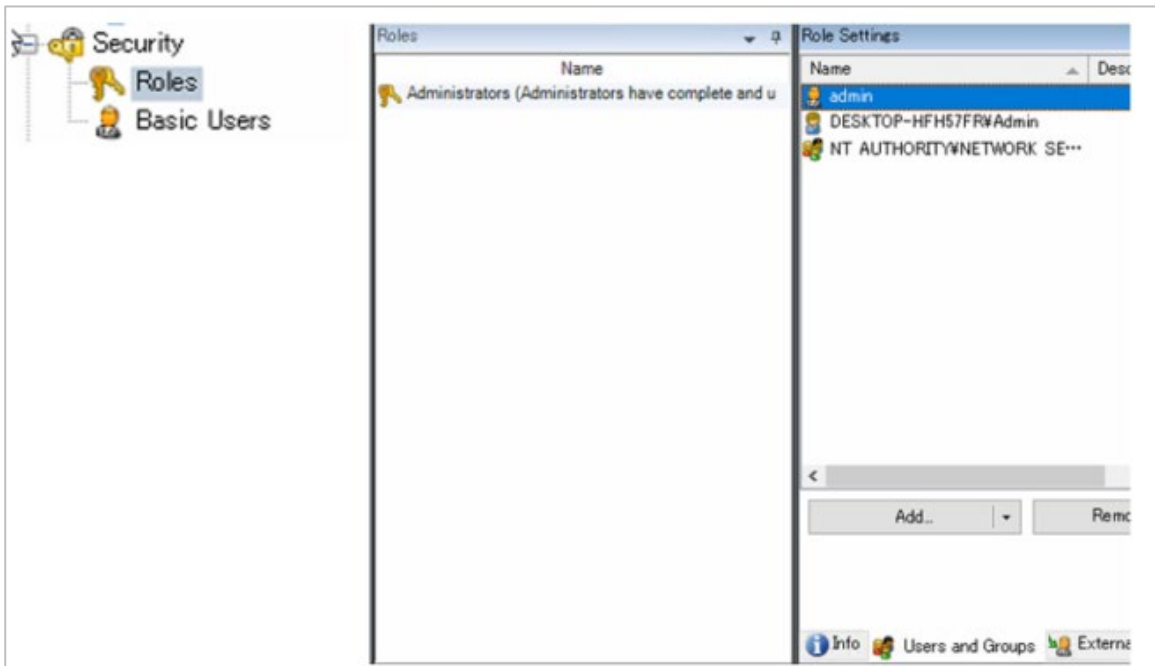 Security
Roles
Basic Users
Roles
Name
Administrators (Administrators have complete and u
Role Settings
Name Desc
admin
DESKTOP-HFH57FR¥Admin
NT AUTHORITY¥NETWORK SE…
Add... Remo
Info Users and Groups Externa